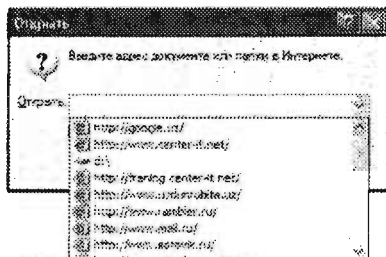 Открыть
Введите адрес документа или папки в Интернете.
Открыть:
http://google.uz/
http://www.center-it.net/
d:\
http://traning.center-it.net/
http://www.rambler.ru/
http://www.mail.ru/